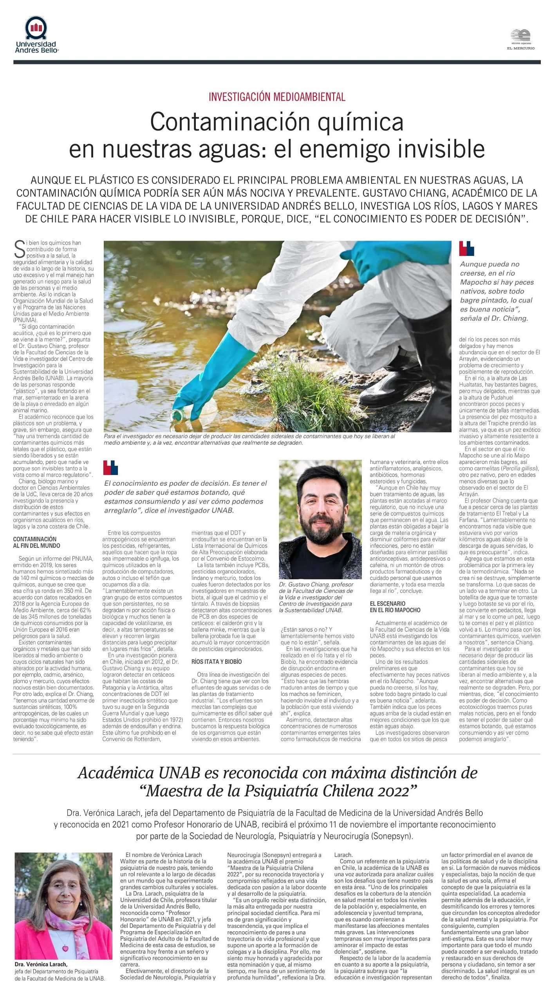 Universidad
Andrés Bello
ediciones especiales
EL MERCURIO
INVESTIGACIÓN MEDIOAMBIENTAL
Contaminación química
en nuestras aguas: el enemigo invisible
AUNQUE EL PLÁSTICO ES CONSIDERADO EL PRINCIPAL PROBLEMA AMBIENTAL EN NUESTRAS AGUAS, LA
CONTAMINACIÓN QUÍMICA PODRÍA SER AÚN MÁS NOCIVA Y PREVALENTE. GUSTAVO CHIANG, ACADÉMICO DE LA
FACULTAD DE CIENCIAS DE LA VIDA DE LA UNIVERSIDAD ANDRÉS BELLO, INVESTIGA LOS RÍOS, LAGOS Y MARES
DE CHILE PARA HACER VISIBLE LO INVISIBLE, PORQUE, DICE, “EL CONOCIMIENTO ES PODER DE DECISIÓN”.
Si bien los químicos han
contribuido de forma
positiva a la salud, la
seguridad alimentaria y la calidad
de vida a lo largo de la historia, su
uso excesivo y el mal manejo han
generado un riesgo para la salud
de las personas y el medio
ambiente. Así lo indican la
Organización Mundial de la Salud
y el Programa de las Naciones
Unidas para el Medio Ambiente
(PNUMA).
“Si digo contaminación
acuática, ¿qué es lo primero que
se viene a la mente?”, pregunta
el Dr. Gustavo Chiang, profesor
de la Facultad de Ciencias de la
Vida e investigador del Centro de
Investigación para la
Sustentabilidad de la Universidad
Andrés Bello (UNAB). La mayoría
de las personas responde
“plástico”, ya sea flotando en el
mar, semienterrado en la arena
de la playa o enredado en algún
animal marino.
El académico reconoce que los
plásticos son un problema, y
grave, sin embargo, asegura que
“hay una tremenda cantidad de
contaminantes químicos más
letales que el plástico, que están
siendo liberados y se están
acumulando, pero que nadie ve
porque son invisibles tanto a la
vista como al marco regulatorio”.
Chiang, biólogo marino y
doctor en Ciencias Ambientales
de la UdC, lleva cerca de 20 años
investigando la presencia y
distribución de estos
contaminantes y sus efectos en
organismos acuáticos en ríos,
lagos y la zona costera de Chile.
CONTAMINACIÓN
AL FIN DEL MUNDO
Según un informe del PNUMA,
emitido en 2019, los seres
humanos hemos sintetizado más
de 140 mil químicos o mezclas de
químicos, aunque se cree que
esa cifra ya ronda en 350 mil. De
acuerdo con datos recabados en
2018 por la Agencia Europea de
Medio Ambiente, cerca del 62%
de las 345 millones de toneladas
de químicos consumidos por la
Unión Europea el 2016 eran
peligrosos para la salud.
Existen contaminantes
orgánicos y metales que han sido
liberados al medio ambiente o
cuyos ciclos naturales han sido
alterados por la actividad humana,
por ejemplo, cadmio, arsénico,
plomo y mercurio, cuyos efectos
nocivos están bien documentados.
Por otro lado, explica el Dr. Chiang,
“tenemos una cantidad enorme de
sustancias sintéticas, 100%
antropogénicas, de las cuales un
porcentaje muy mínimo ha sido
evaluado toxicológicamente, es
decir, no se sabe qué efecto están
teniendo”.
Para el investigador es necesario dejar de producir las cantidades siderales de contaminantes que hoy se liberan al
medio ambiente y, a la vez, encontrar alternativas que realmente se degraden.
El conocimiento es poder de decisión. Es tener el
poder de saber qué estamos botando, qué
estamos consumiendo y así ver cómo podemos
arreglarlo”, dice el investigador UNAB.
Entre los compuestos
antropogénicos se encuentran
los pesticidas, refrigerantes,
aquellos que hacen que la ropa
sea impermeable o ignífuga, los
químicos utilizados en la
producción de computadores,
autos o incluso el teflón que
ocupamos día a día.
“Lamentablemente existe un
gran grupo de estos compuestos
que son persistentes, no se
degradan ni por acción física o
biológica y muchos tienen la
capacidad de volatilizarse, es
decir, a altas temperaturas se
elevan y recorren largas
distancias para luego precipitar
en lugares más fríos”, detalla.
En una investigación pionera
en Chile, iniciada en 2012, el Dr.
Gustavo Chiang y su equipo
lograron detectar en cetáceos
que habitan las costas de
Patagonia y la Antártica, altas
concentraciones de DDT (el
primer insecticida sintético que
tuvo su auge en la Segunda
Guerra Mundial y que luego
Estados Unidos prohibió en 1972)
además de endosulfan y endrina.
Este último fue prohibido en el
Convenio de Rotterdam,
mientras que el DDT y
endosulfan se encuentran en la
Lista Internacional de Químicos
de Alta Preocupación elaborada
por el Convenio de Estocolmo.
La lista también incluye PCBs,
pesticidas organoclorados,
lindano y mercurio, todos los
cuales fueron detectados por los
investigadores en muestras de
biota, al igual que el cadmio y el
tántalo. A través de biopsias
detectaron altas concentraciones
de PCB en dos especies de
cetáceos: el calderón gris y la
ballena minke, mientras que la
ballena jorobada fue la que
acumuló la mayor concentración
de pesticidas organoclorados.
RÍOS ITATA Y BIOBÍO
Otra línea de investigación del
Dr. Chiang tiene que ver con los
efluentes de aguas servidas o de
las plantas de tratamiento
industrial. “Los efluentes son
mezclas tan complejas que
químicamente es difícil saber qué
contienen. Entonces nosotros
buscamos la respuesta biológica
de los organismos que están
viviendo en esos ambientes.
Dr. Gustavo Chiang, profesor
de la Facultad de Ciencias de
la Vida e investigador del
Centro de Investigación para
la Sustentabilidad UNAB.
¿Están sanos o no? Y
lamentablemente hemos visto
que no lo están”, señala.
En las investigaciones que ha
realizado en el río Itata y el río
Biobío, ha encontrado evidencia
de disrupción endocrina en
algunas especies de peces.
“Esto hace que las hembras
maduren antes de tiempo y que
los machos se feminicen,
haciendo inviable al individuo y a
la población que está viviendo
ahí”, explica.
Asimismo, detectaron altas
concentraciones de numerosos
contaminantes emergentes tales
como farmacéuticos de medicina
humana y veterinaria, entre ellos
antiinflamatorios, analgésicos,
antibióticos, hormonas
esteroides y fungicidas.
“Aunque en Chile hay muy
buen tratamiento de aguas, las
plantas están acotadas al marco
regulatorio, que no incluye una
serie de compuestos químicos
que permanecen en el agua. Las
plantas están obligadas a bajar la
carga de materia orgánica y
disminuir coliformes para evitar
infecciones, pero no están
diseñadas para eliminar pastillas
anticonceptivas, antidepresivos o
cafeína, ni un montón de otros
productos farmacéuticos y de
cuidado personal que usamos
diariamente, y toda esa mezcla
llega al río”, concluye.
EL ESCENARIO
EN EL RÍO MAPOCHO
Actualmente el académico de
la Facultad de Ciencias de la Vida
UNAB está investigando los
contaminantes de las aguas del
río Mapocho y sus efectos en los
peces.
Uno de los resultados
preliminares es que
efectivamente hay peces nativos
en el río Mapocho. “Aunque
pueda no creerse, sí los hay,
sobre todo bagre pintado lo cual
es buena noticia”, adelanta.
También indica que los peces
aguas arriba de la ciudad están en
mejores condiciones que los que
están aguas abajo.
Los investigadores observaron
que en todos los sitios de pesca
Aunque pueda no
creerse, en el río
Mapocho sí hay peces
nativos, sobre todo
bagre pintado, lo cual
es buena noticia”,
señala el Dr. Chiang.
del río los peces son más
delgados y hay menos
abundancia que en el sector de El
Arrayán, evidenciando un
problema de crecimiento y
posiblemente de reproducción.
En el río, a la altura de Las
Hualtatas, hay bastantes bagres,
pero muy delgados, mientras que
a la altura de Pudahuel
encontraron pocos peces y
únicamente de tallas intermedias.
La presencia del pez mosquito a
la altura del Trapiche prendió las
alarmas, ya que es un pez exótico
invasivo y altamente resistente a
los ambientes contaminados.
En el sector en que el río
Mapocho se une al río Maipo
aparecieron más bagres, así
como carmelitas (Percilia gillissi),
otro pez nativo, pero en edades
menos diversas que lo
observado en el sector de El
Arrayán.
El profesor Chiang cuenta que
fue a pescar cerca de las plantas
de tratamiento El Trebal y La
Farfana. “Lamentablemente no
encontramos nada visible que
estuviera vivo por varios
kilómetros aguas abajo de la
descarga de aguas servidas, lo
que es preocupante”, indica.
Agrega que estamos en esta
problemática por la primera ley
de la termodinámica. “Nada se
crea ni se destruye, simplemente
se transforma. Lo que sacas de
un lado va a terminar en otro. La
botellita de agua que te tomaste
y luego botaste se va por el río,
se convierte en pedacitos, llega
al mar y se lo come un pez, luego
tú te comes el pez y el plástico
volvió a ti. Lo mismo pasa con los
contaminantes químicos, vuelven
a nosotros”, sentencia Chiang.
Para el investigador es
necesario dejar de producir las
cantidades siderales de
contaminantes que hoy se
liberan al medio ambiente y, a la
vez, encontrar alternativas que
realmente se degraden. Pero, por
mientras, dice, “el conocimiento
es poder de decisión. Como
ecotoxicólogos traemos puras
malas noticias, pero en el fondo
es tener el poder de saber qué
estamos botando, qué estamos
consumiendo y así ver cómo
podemos arreglarlo”.
Académica UNAB es reconocida con máxima distinción de
“Maestra de la Psiquiatría Chilena 2022”
Dra. Verónica Larach, jefa del Departamento de Psiquiatría de la Facultad de Medicina de la Universidad Andrés Bello
y reconocida en 2021 como Profesor Honorario de UNAB, recibirá el próximo 11 de noviembre el importante reconocimiento
por parte de la Sociedad de Neurología, Psiquiatría y Neurocirugía (Sonepsyn).
Dra. Verónica Larach,
jefa del Departamento de Psiquiatría
de la Facultad de Medicina de la UNAB.
El nombre de Verónica Larach
Walter es parte de la historia de la
psiquiatría de nuestro país, teniendo
un rol relevante a lo largo de décadas
en un mundo que ha experimentado
grandes cambios culturales y sociales.
La Dra. Larach, psiquiatra de la
Universidad de Chile, profesora titular
de la Universidad Andrés Bello,
reconocida como “Profesor
Honorario” de UNAB en 2021, y jefa
del Departamento de Psiquiatría y del
Programa de Especialización en
Psiquiatría del Adulto de la Facultad de
Medicina de esta casa de estudios, se
encuentra hoy frente a un señero y
significativo reconocimiento en su
carrera.
Efectivamente, el directorio de la
Sociedad de Neurología, Psiquiatría y
Neurocirugía (Sonepsyn) entregará a
la académica UNAB el premio
“Maestra de la Psiquiatría Chilena
2022”, por su reconocida trayectoria y
compromiso reflejados en una vida
dedicada con pasión a la labor docente
y al desarrollo de la psiquiatría.
“Es un orgullo recibir esta distinción,
la más alta entregada por nuestra
principal sociedad científica. Para mí
es de gran significación y
trascendencia, ya que implica el
reconocimiento de pares a una
trayectoria de vida profesional y que
supone un aporte a la formación de
colegas y a la disciplina. Por ello, me
siento muy honrada y agradecida por
esta nominación y que, al mismo
tiempo, me llena de un sentimiento de
profunda humildad”, reflexiona la Dra.
Larach.
Como un referente en la psiquiatría
en Chile, la académica de la UNAB es
una voz autorizada para analizar cuáles
son los desafíos que tiene nuestro país
en esta área. “Uno de los principales
desafíos es la cobertura de la atención
en salud mental en todos los niveles
de la población y, especialmente, en
adolescencia y juventud temprana,
que es cuando comienzan a
manifestarse las afecciones mentales
más graves. Las intervenciones
tempranas son muy importantes para
aminorar el impacto de estas
dolencias”, sostiene.
Respecto de la labor de la academia
en cuanto a su aporte a la psiquiatría,
la psiquiatra subraya que “la
educación e investigación representan
un factor primordial en el avance de
las políticas de salud y de la disciplina
en sí. La formación de nuevos médicos
y especialistas, bajo la noción de que
la salud es una sola, afirma el
concepto de que la psiquiatría es la
quinta especialidad. La academia
permite además de la educación, ir
desmitificando los errores y temores
que circundan los conceptos alrededor
de la salud mental y la psiquiatría. Por
consiguiente, cumplen
fundamentalmente una gran labor
anti-estigma. Esta es una labor muy
importante para que todo el mundo
pueda acceder a ser evaluado, tratado
y restaurado en sus derechos de
persona y ciudadano, sin temor a ser
discriminado. La salud integral es un
derecho de todos”, finaliza.